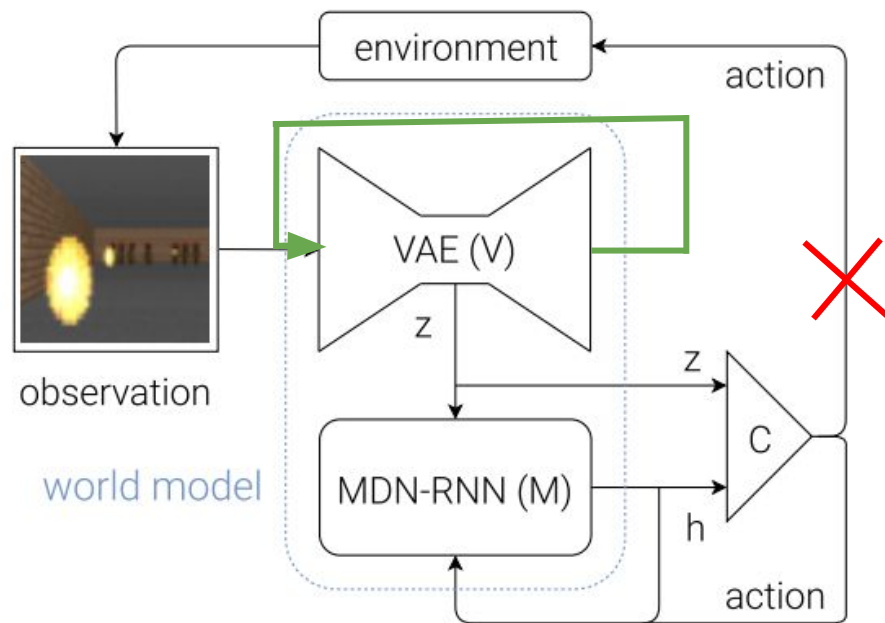 environment
action
VAE (V)
z
z
observation
C
world model
MDN-RNN (M)
h
action